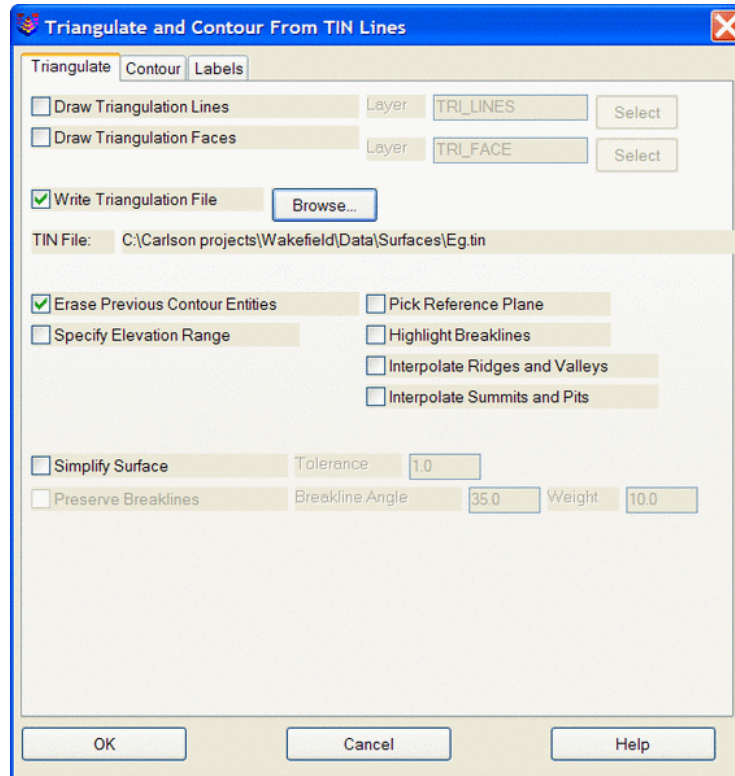 Triangulate and Contour From TIN Lines
Triangulate Contour Labels
Draw Triangulation Lines Layer TRI_LINES Select
Draw Triangulation Faces Layer TRI_FACE Select
Write Triangulation File Browse...
TIN File: C:\Carlson projects\Wakefield\Data\Surfaces\Eg.tin
Erase Previous Contour Entities Pick Reference Plane
Specify Elevation Range Highlight Breaklines
Interpolate Ridges and Valleys
Interpolate Summits and Pits
Simplify Surface Tolerance 1.0
Preserve Breaklines Breakline Angle 35.0 Weight 10.0
OK Cancel Help